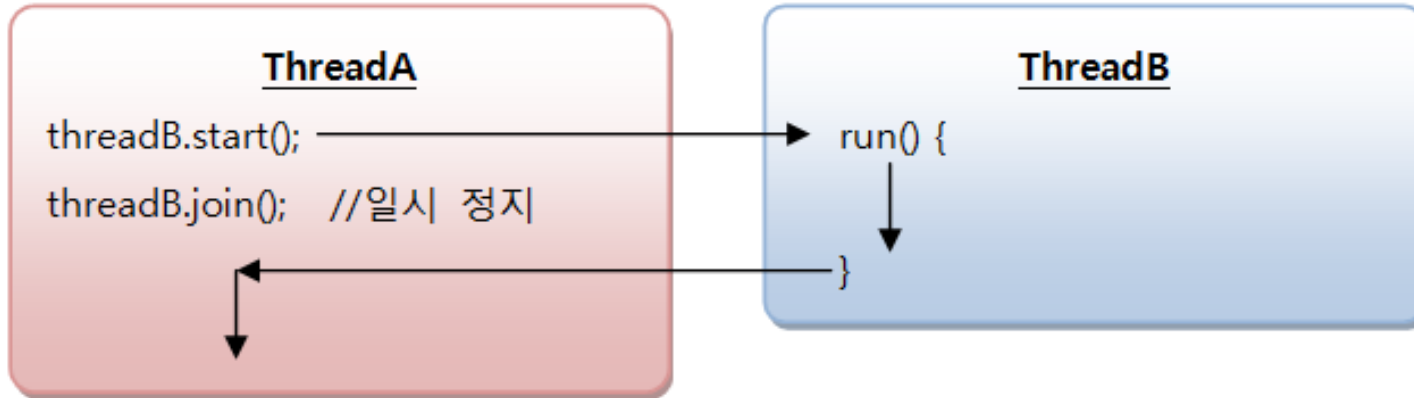 ThreadA
threadB.start();
threadB.join(); //일시 정지
ThreadB
run() {
}